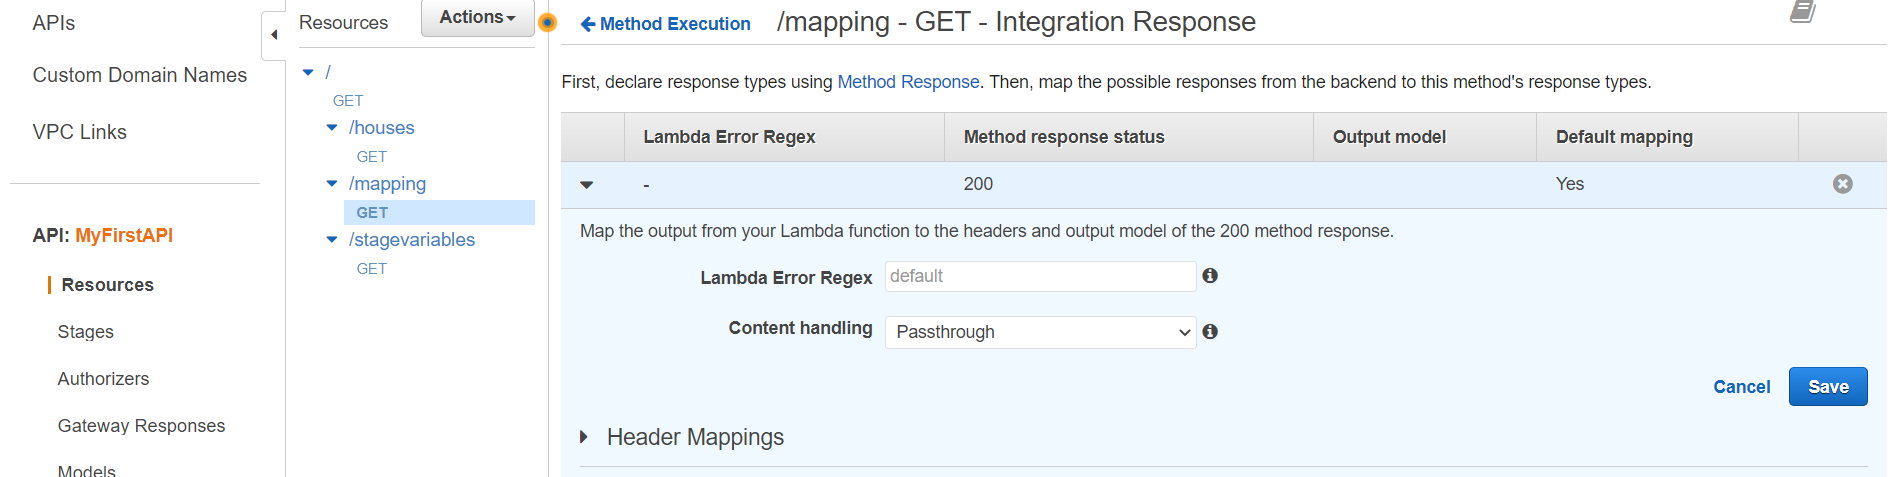 APIs
Custom Domain Names
VPC Links
API: MyFirstAPI
Resources
Stages
Authorizers
Gateway Responses
Models
Resources
Actions
/
GET
/houses
GET
/mapping
GET
/stagevariables
GET
Method Execution /mapping - GET - Integration Response
First, declare response types using Method Response. Then, map the possible responses from the backend to this method's response types.
Lambda Error Regex Method response status Output model Default mapping
- 200 Yes
Map the output from your Lambda function to the headers and output model of the 200 method response.
Lambda Error Regex default
Content handling Passthrough
Cancel Save
Header Mappings